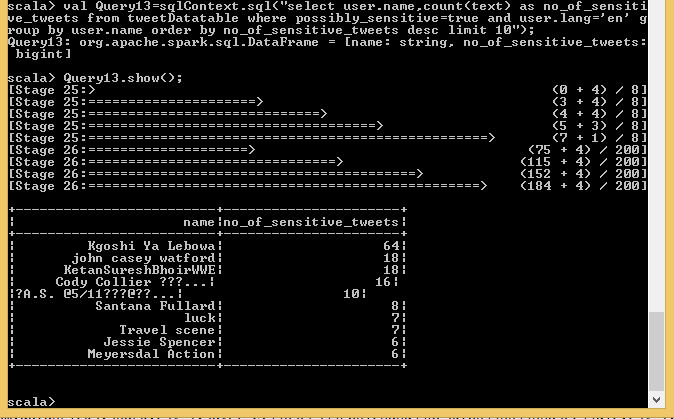 scala> val Query13=sqlContext.sql("select user.name,count(text) as no_of_sensiti
ve_tweets from tweetDatatable where possibly_sensitive=true and user.lang='en' g
roup by user.name order by no_of_sensitive_tweets desc limit 10");
Query13: org.apache.spark.sql.DataFrame = [name: string, no_of_sensitive_tweets:
 bigint]
scala> Query13.show();
[Stage 25:> (0 + 4) / 8]
[Stage 25:=====================> (3 + 4) / 8]
[Stage 25:=============================> (4 + 4) / 8]
[Stage 25:====================================> (5 + 3) / 8]
[Stage 25:==================================================> (7 + 1) / 8]
[Stage 26:====================> (75 + 4) / 200]
[Stage 26:===============================> (115 + 4) / 200]
[Stage 26:=========================================> (152 + 4) / 200]
[Stage 26:=================================================> (184 + 4) / 200]
+--------------------+----------------------+
| name|no_of_sensitive_tweets|
+--------------------+----------------------+
| Kgoshi Ya Lebowa| 64|
| john casey watford| 18|
| KetanSureshBhoirWWE| 18|
| Cody Collier ???...| 16|
|?A.S. @5/11???@??...| 10|
| Santana Fullard| 8|
| luck| 7|
| Travel scene| 7|
| Jessie Spencer| 6|
| Meyersdal Action| 6|
+--------------------+----------------------+
scala>